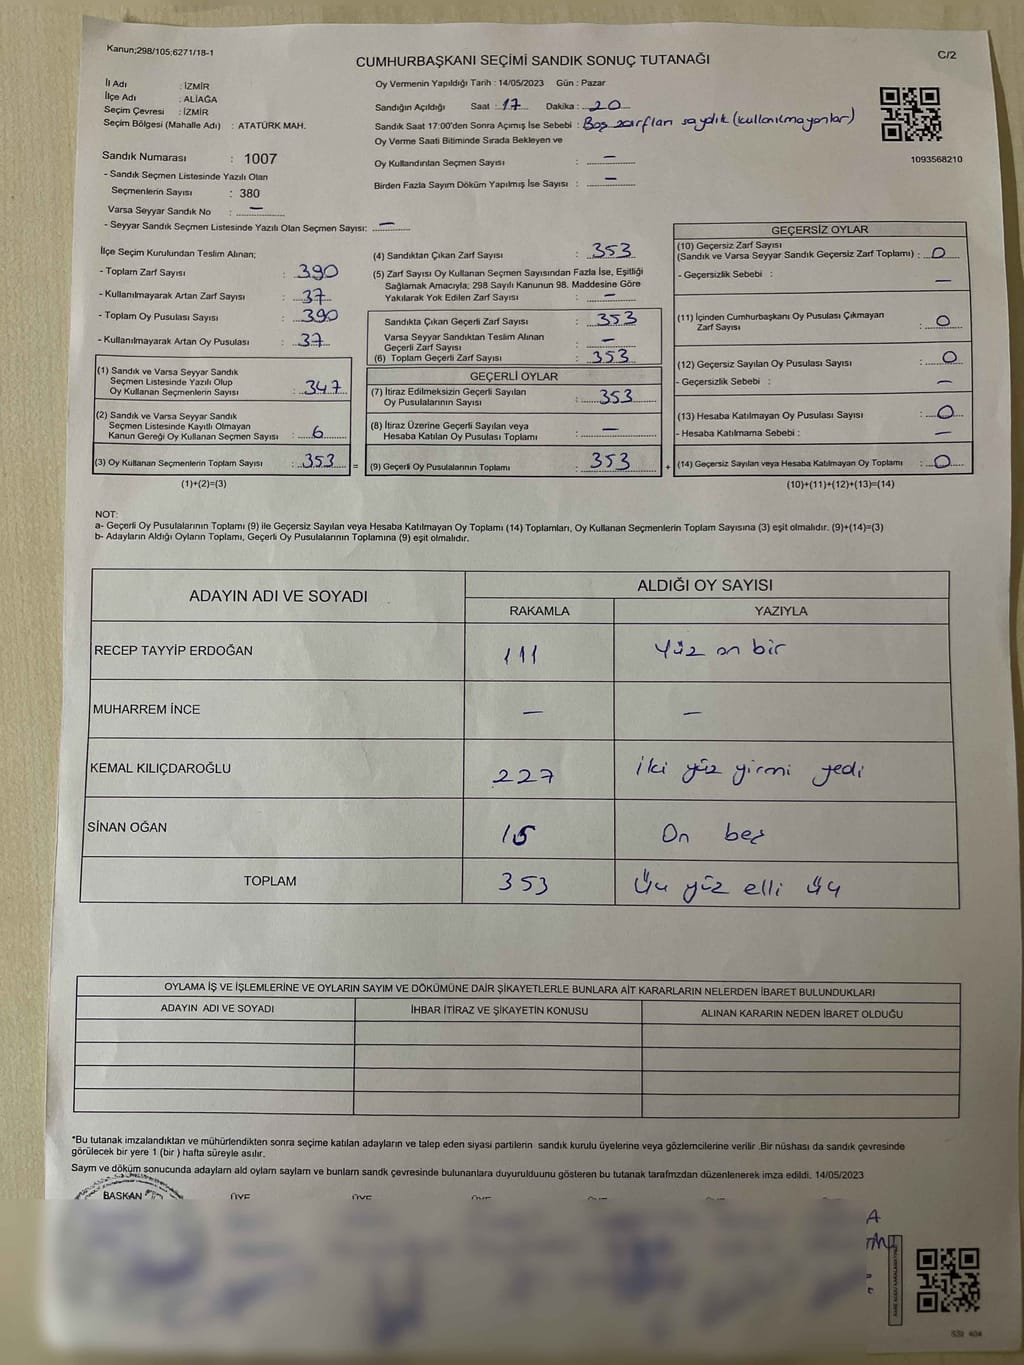 Kanun;298/105;6271/18-1
C/2
CUMHURBAŞKANI SEÇİMİ SANDIK SONUÇ TUTANAĞI
İl Adı : İZMİR
İlçe Adı : ALİAĞA
Seçim Çevresi : İZMİR
Seçim Bölgesi (Mahalle Adı) : ATATÜRK MAH.
Oy Vermenin Yapıldığı Tarih : 14/05/2023 Gün : Pazar
Sandığın Açıldığı Saat : 17 Dakika : 20
Sandık Saat 17:00'den Sonra Açımış İse Sebebi : Boş zarfları saydık (kullanılmayanlar)
Oy Verme Saati Bitiminde Sırada Bekleyen ve
Oy Kullandırılan Seçmen Sayısı : —
Birden Fazla Sayım Döküm Yapılmış İse Sayısı : —
1093568210
Sandık Numarası : 1007
- Sandık Seçmen Listesinde Yazılı Olan
Seçmenlerin Sayısı : 380
Varsa Seyyar Sandık No : —
- Seyyar Sandık Seçmen Listesinde Yazılı Olan Seçmen Sayısı: —
İlçe Seçim Kurulundan Teslim Alınan;
- Toplam Zarf Sayısı : 390
- Kullanılmayarak Artan Zarf Sayısı : 37
- Toplam Oy Pusulası Sayısı : 390
- Kullanılmayarak Artan Oy Pusulası : 37
(1) Sandık ve Varsa Seyyar Sandık
Seçmen Listesinde Yazılı Olup
Oy Kullanan Seçmenlerin Sayısı : 347
(2) Sandık ve Varsa Seyyar Sandık
Seçmen Listesinde Kayıtlı Olmayan
Kanun Gereği Oy Kullanan Seçmen Sayısı : 6
(3) Oy Kullanan Seçmenlerin Toplam Sayısı : 353 =
(1)+(2)=(3)
(4) Sandıktan Çıkan Zarf Sayısı : 353
(5) Zarf Sayısı Oy Kullanan Seçmen Sayısından Fazla İse, Eşitliği
Sağlamak Amacıyla; 298 Sayılı Kanunun 98. Maddesine Göre
Yakılarak Yok Edilen Zarf Sayısı : —
Sandıkta Çıkan Geçerli Zarf Sayısı : 353
Varsa Seyyar Sandıktan Teslim Alınan
Geçerli Zarf Sayısı : —
(6) Toplam Geçerli Zarf Sayısı : 353
GEÇERLİ OYLAR
(7) İtiraz Edilmeksizin Geçerli Sayılan
Oy Pusulalarının Sayısı : 353
(8) İtiraz Üzerine Geçerli Sayılan veya
Hesaba Katılan Oy Pusulası Toplamı : —
(9) Geçerli Oy Pusulalarının Toplamı : 353 +
GEÇERSİZ OYLAR
(10) Geçersiz Zarf Sayısı
(Sandık ve Varsa Seyyar Sandık Geçersiz Zarf Toplamı) : 0
- Geçersizlik Sebebi : —
(11) İçinden Cumhurbaşkanı Oy Pusulası Çıkmayan
Zarf Sayısı : 0
(12) Geçersiz Sayılan Oy Pusulası Sayısı : 0
- Geçersizlik Sebebi : —
(13) Hesaba Katılmayan Oy Pusulası Sayısı : 0
- Hesaba Katılmama Sebebi : —
(14) Geçersiz Sayılan veya Hesaba Katılmayan Oy Toplamı : 0
(10)+(11)+(12)+(13)=(14)
NOT:
a- Geçerli Oy Pusulalarının Toplamı (9) ile Geçersiz Sayılan veya Hesaba Katılmayan Oy Toplamı (14) Toplamları, Oy Kullanan Seçmenlerin Toplam Sayısına (3) eşit olmalıdır. (9)+(14)=(3)
b- Adayların Aldığı Oyların Toplamı, Geçerli Oy Pusulalarının Toplamına (9) eşit olmalıdır.
ADAYIN ADI VE SOYADI
ALDIĞI OY SAYISI
RAKAMLA YAZIYLA
RECEP TAYYİP ERDOĞAN 111 Yüz on bir
MUHARREM İNCE — —
KEMAL KILIÇDAROĞLU 227 iki yüz yirmi yedi
SİNAN OĞAN 15 On beş
TOPLAM 353 Üç yüz elli üç
OYLAMA İŞ VE İŞLEMLERİNE VE OYLARIN SAYIM VE DÖKÜMÜNE DAİR ŞİKAYETLERLE BUNLARA AİT KARARLARIN NELERDEN İBARET BULUNDUKLARI
ADAYIN ADI VE SOYADI İHBAR İTİRAZ VE ŞİKAYETİN KONUSU ALINAN KARARIN NEDEN İBARET OLDUĞU
*Bu tutanak imzalandıktan ve mühürlendikten sonra seçime katılan adayların ve talep eden siyasi partilerin sandık kurulu üyelerine veya gözlemcilerine verilir .Bir nüshası da sandık çevresinde
görülecek bir yere 1 (bir ) hafta süreyle asılır.
Saym ve döküm sonucunda adaylam ald oylam saylam ve bunlam sandk çevresinde bulunanlara duyurulduunu gösteren bu tutanak tarafmzdan düzenlenerek imza edildi. 14/05/2023
BAŞKAN ÜYE ÜYE